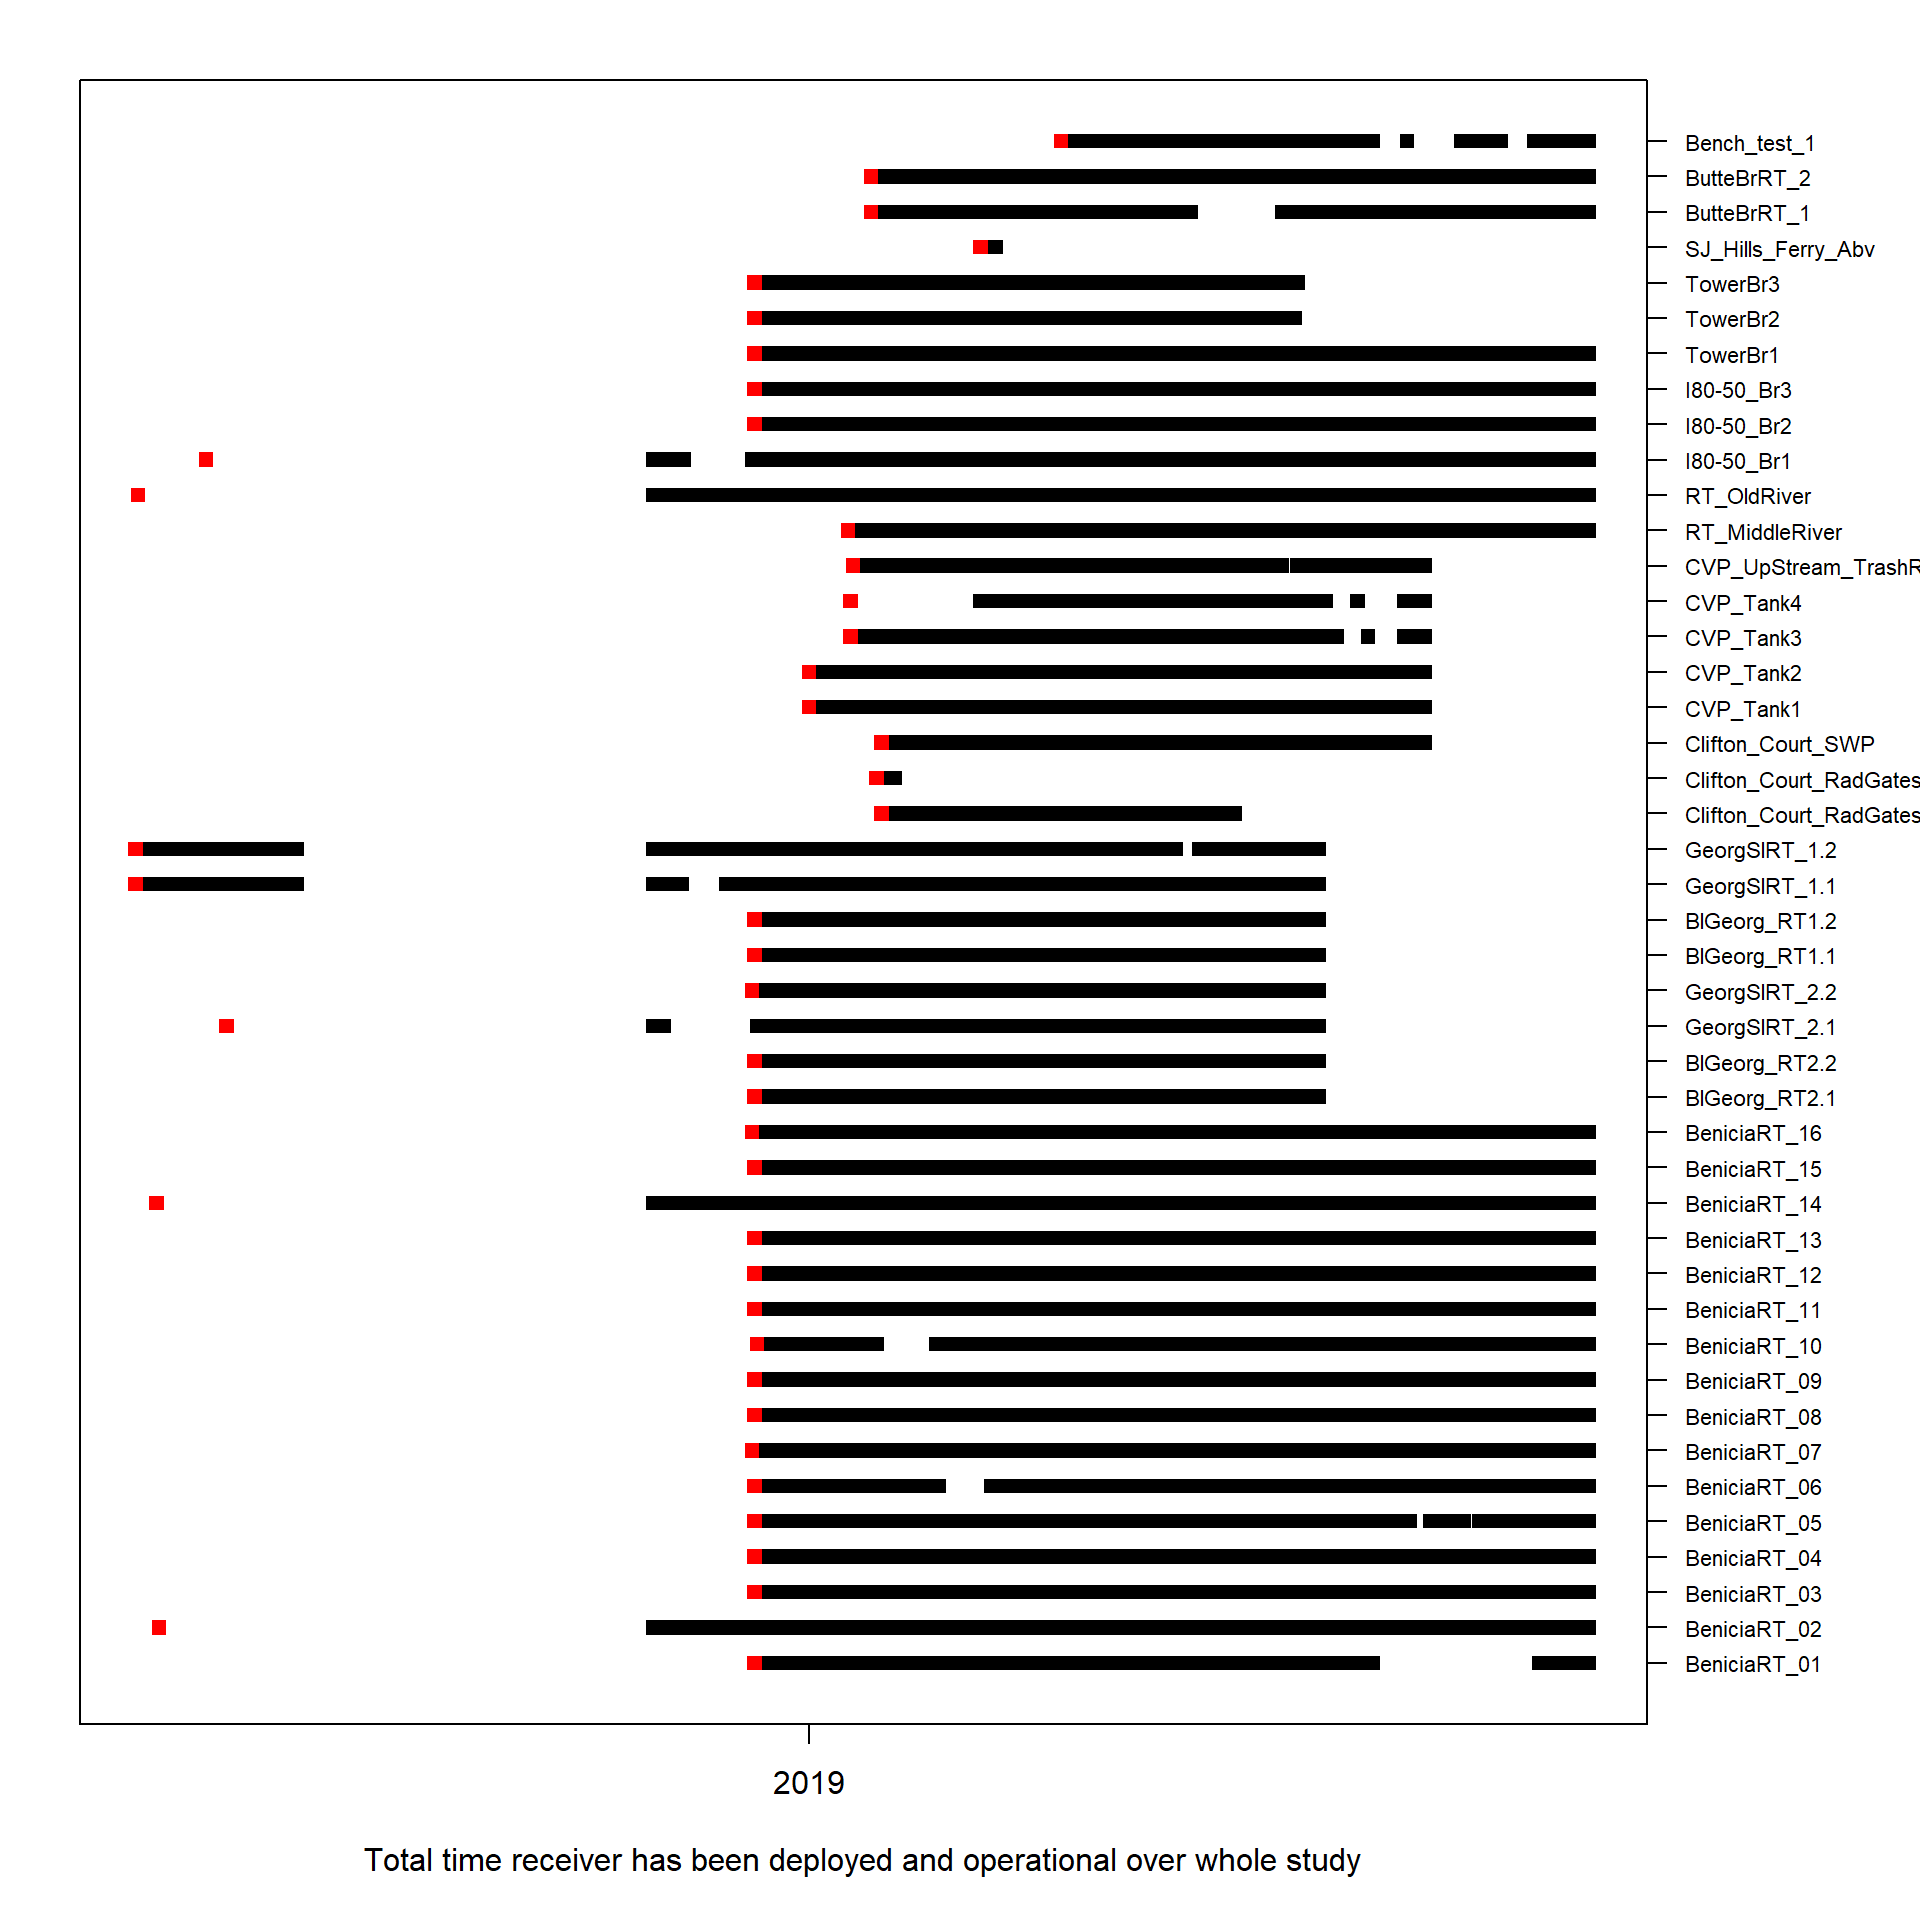 Bench_test_1
ButteBrRT_2
ButteBrRT_1
SJ_Hills_Ferry_Abv
TowerBr3
TowerBr2
TowerBr1
I80-50_Br3
I80-50_Br2
I80-50_Br1
RT_OldRiver
RT_MiddleRiver
CVP_UpStream_TrashR
CVP_Tank4
CVP_Tank3
CVP_Tank2
CVP_Tank1
Clifton_Court_SWP
Clifton_Court_RadGates
Clifton_Court_RadGates
GeorgSlRT_1.2
GeorgSlRT_1.1
BlGeorg_RT1.2
BlGeorg_RT1.1
GeorgSlRT_2.2
GeorgSlRT_2.1
BlGeorg_RT2.2
BlGeorg_RT2.1
BeniciaRT_16
BeniciaRT_15
BeniciaRT_14
BeniciaRT_13
BeniciaRT_12
BeniciaRT_11
BeniciaRT_10
BeniciaRT_09
BeniciaRT_08
BeniciaRT_07
BeniciaRT_06
BeniciaRT_05
BeniciaRT_04
BeniciaRT_03
BeniciaRT_02
BeniciaRT_01
2019
Total time receiver has been deployed and operational over whole study